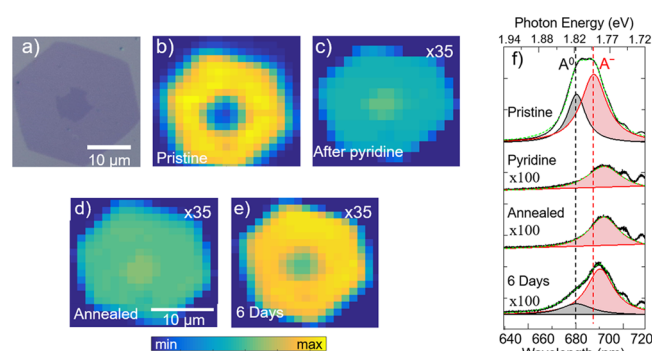 a)
10 µm
b)
Pristine
c)
x35
After pyridine
d)
x35
Annealed
10 µm
e)
x35
6 Days
min
max
Photon Energy (eV)
1.94 1.88 1.82 1.77 1.72
f)
A⁰
A⁻
Pristine
Pyridine
x100
Annealed
x100
6 Days
x100
640 660 680 700 720